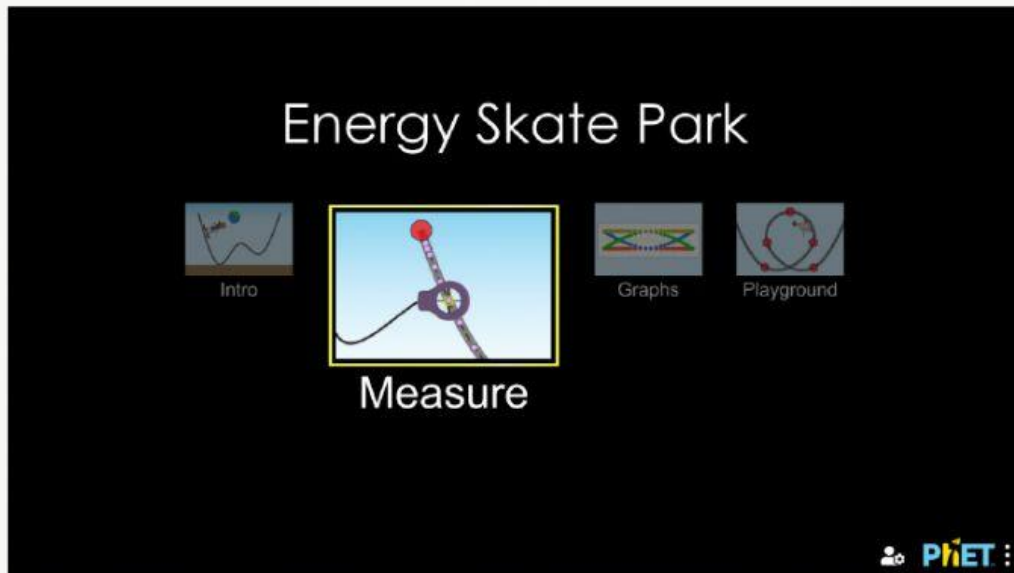 Energy Skate Park
Intro
Measure
Graphs
Playground
PhET